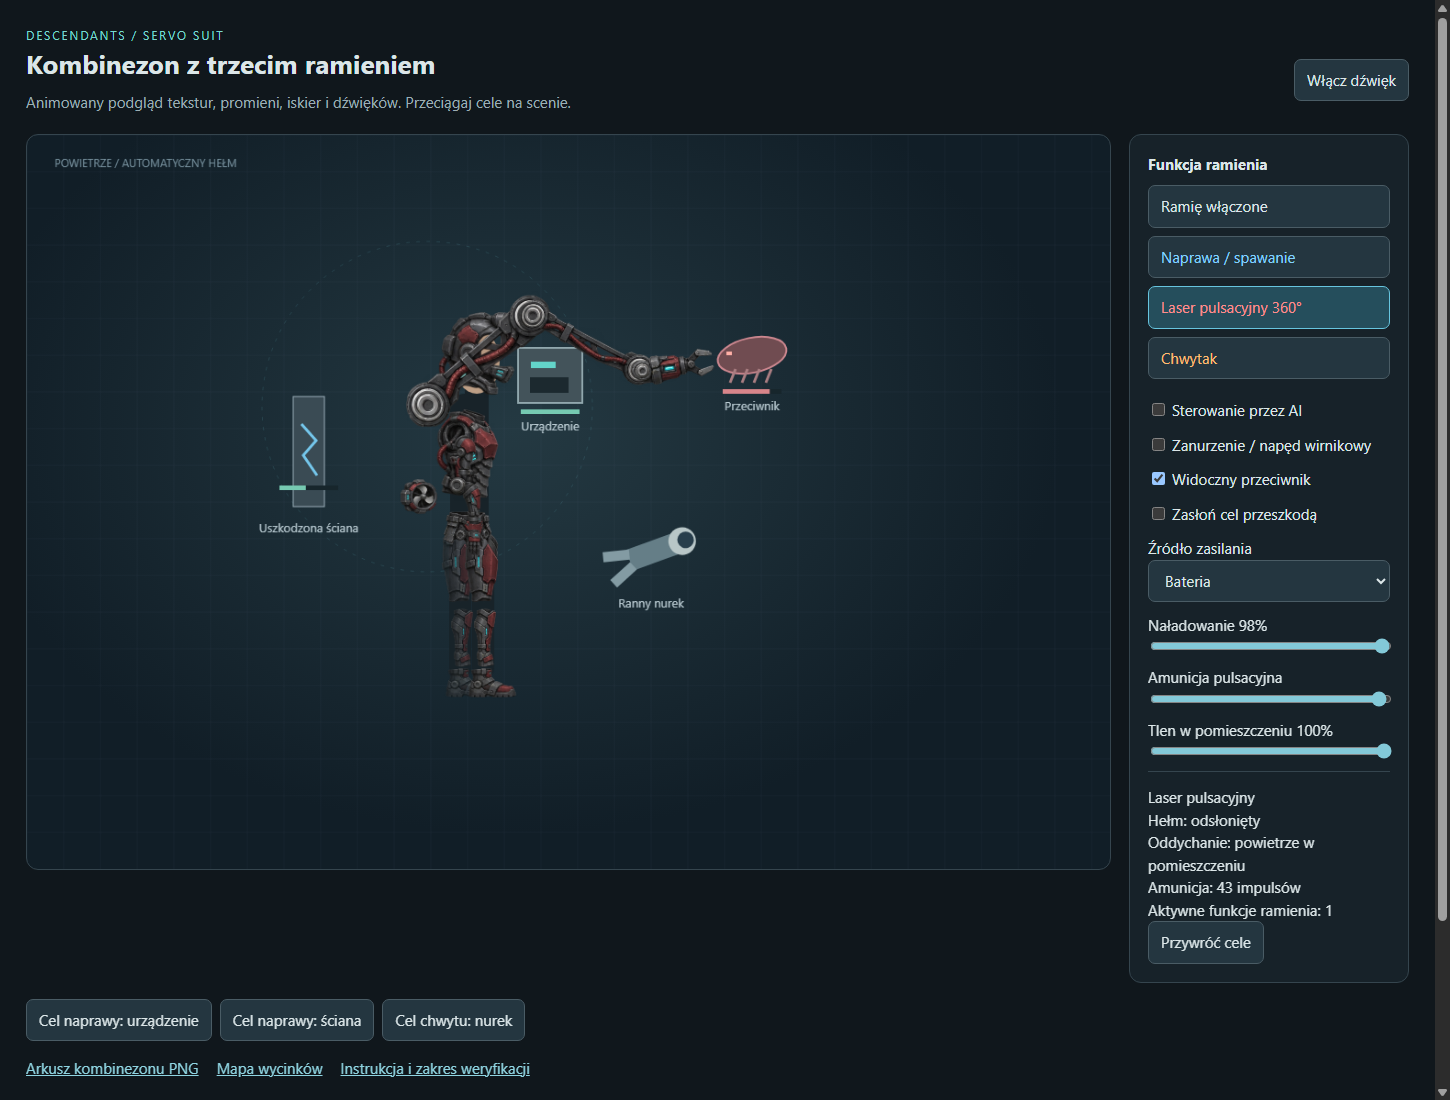 DESCENDANTS / SERVO SUIT
Kombinezon z trzecim ramieniem
Animowany podgląd tekstur, promieni, iskier i dźwięków. Przeciągaj cele na scenie.
Włącz dźwięk
POWIETRZE / AUTOMATYCZNY HEŁM
Przeciwnik
Urządzenie
Uszkodzona ściana
Ranny nurek
Funkcja ramienia
Ramię włączone
Naprawa / spawanie
Laser pulsacyjny 360°
Chwytak
Sterowanie przez AI
Zanurzenie / napęd wirnikowy
Widoczny przeciwnik
Zasłoń cel przeszkodą
Źródło zasilania
Bateria
Naładowanie 98%
Amunicja pulsacyjna
Tlen w pomieszczeniu 100%
Laser pulsacyjny
Hełm: odsłonięty
Oddychanie: powietrze w
pomieszczeniu
Amunicja: 43 impulsów
Aktywne funkcje ramienia: 1
Przywróć cele
Cel naprawy: urządzenie
Cel naprawy: ściana
Cel chwytu: nurek
Arkusz kombinezonu PNG
Mapa wycinków
Instrukcja i zakres weryfikacji